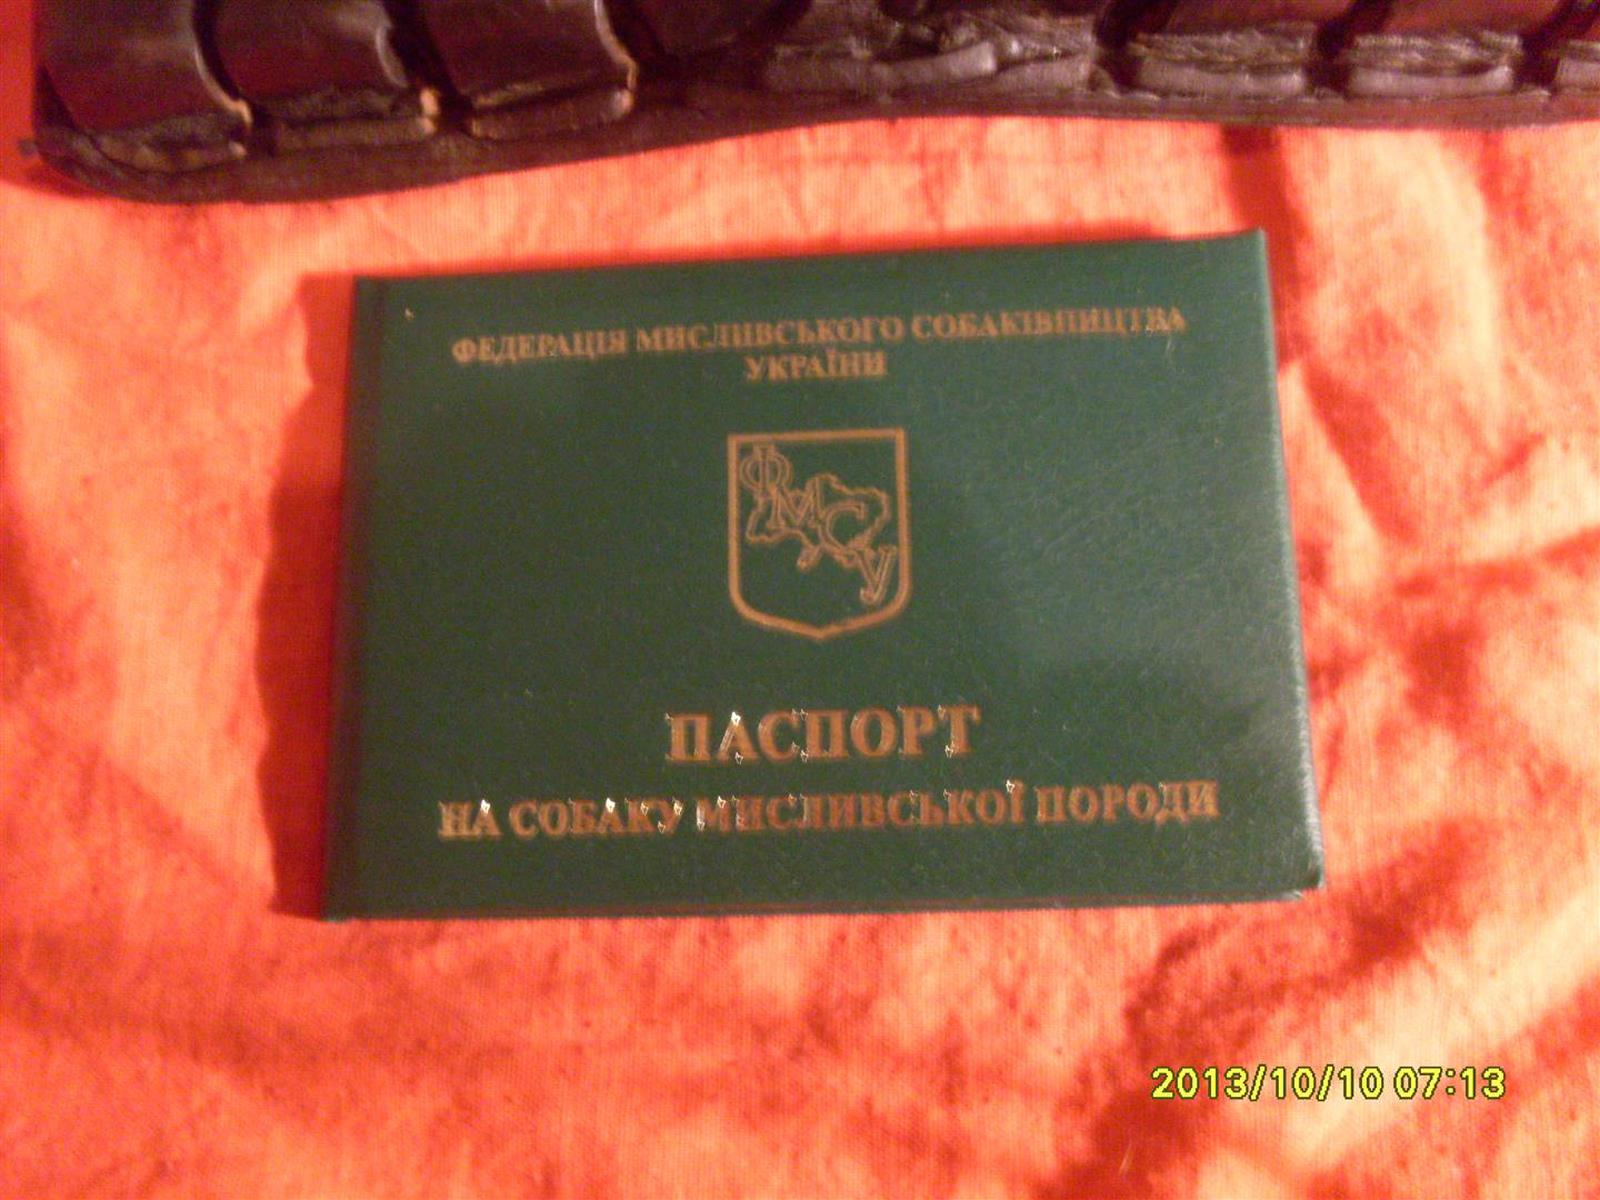 ФЕДЕРАЦІЯ МИСЛИВСЬКОГО СОБАКІВНИЦТВА
УКРАЇНИ
ФМСУ
ПАСПОРТ
НА СОБАКУ МИСЛИВСЬКОЇ ПОРОДИ
2013/10/10 07:13